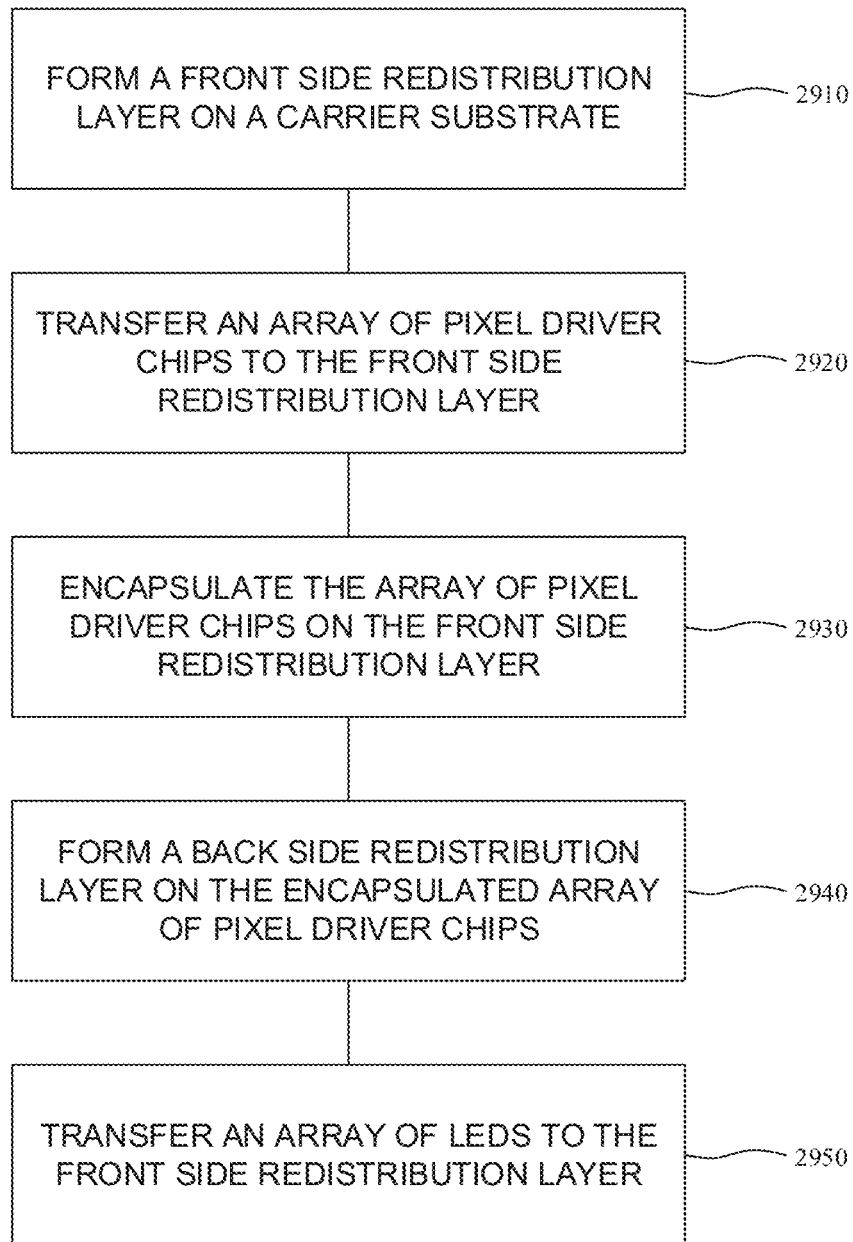 FORM A FRONT SIDE REDISTRIBUTION
LAYER ON A CARRIER SUBSTRATE
2910
TRANSFER AN ARRAY OF PIXEL DRIVER
CHIPS TO THE FRONT SIDE
REDISTRIBUTION LAYER
2920
ENCAPSULATE THE ARRAY OF PIXEL
DRIVER CHIPS ON THE FRONT SIDE
REDISTRIBUTION LAYER
2930
FORM A BACK SIDE REDISTRIBUTION
LAYER ON THE ENCAPSULATED ARRAY
OF PIXEL DRIVER CHIPS
2940
TRANSFER AN ARRAY OF LEDS TO THE
FRONT SIDE REDISTRIBUTION LAYER
2950